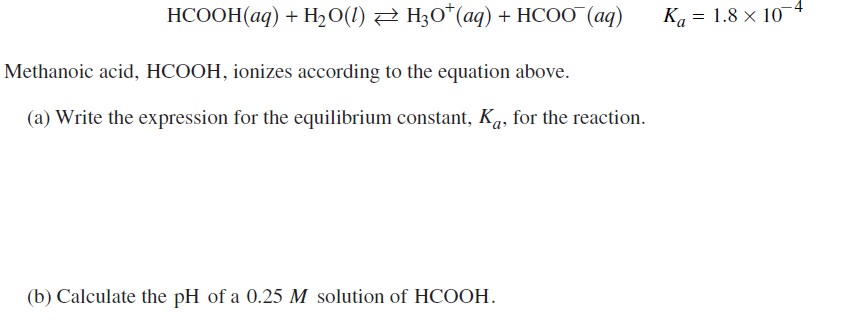 HCOOH(aq) + H₂O(l) ⇄ H₃O⁺(aq) + HCOO⁻(aq) Kₐ = 1.8 × 10⁻⁴
Methanoic acid, HCOOH, ionizes according to the equation above.
(a) Write the expression for the equilibrium constant, Kₐ, for the reaction.
(b) Calculate the pH of a 0.25 M solution of HCOOH.